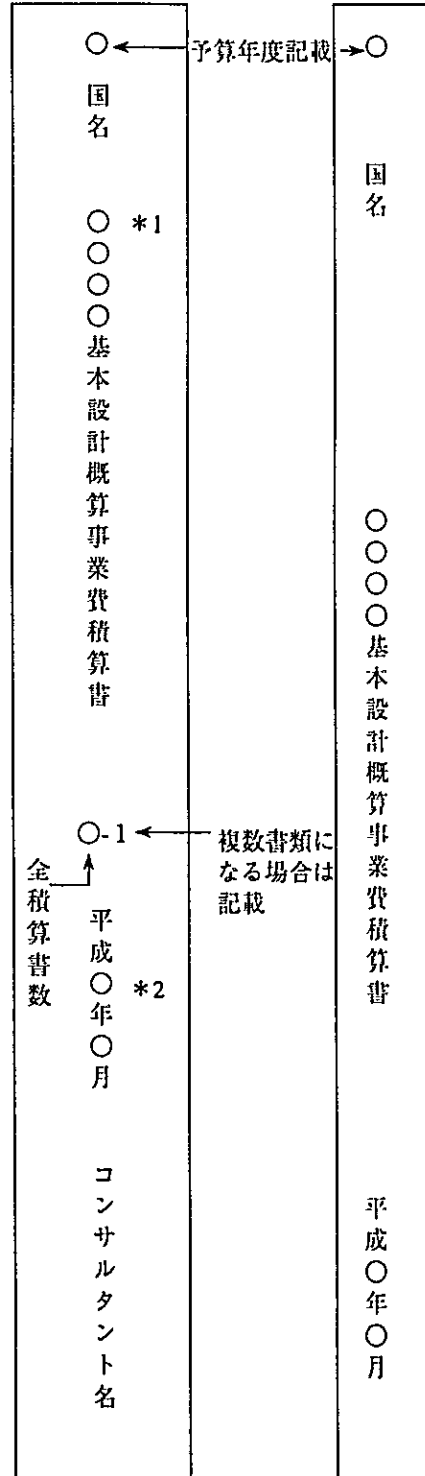 ○
国名
○○○○基本設計概算事業費積算書
*1
○-1
全積算書数
平成○年○月
*2
コンサルタント名
予算年度記載
複数書類に
なる場合は
記載
○
国名
○○○○基本設計概算事業費積算書
平成○年○月